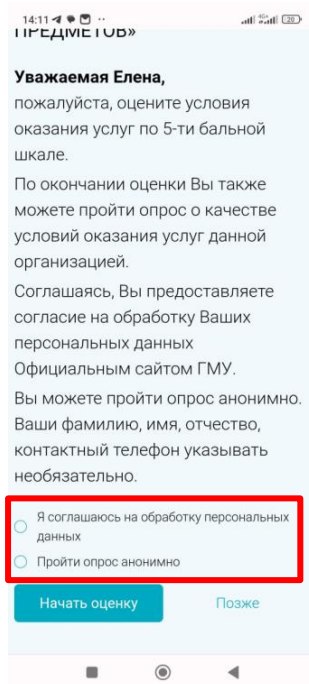 14:11
20
ПРЕДМЕТОВ»
Уважаемая Елена,
пожалуйста, оцените условия
оказания услуг по 5-ти бальной
шкале.
По окончании оценки Вы также
можете пройти опрос о качестве
условий оказания услуг данной
организацией.
Соглашаясь, Вы предоставляете
согласие на обработку Ваших
персональных данных
Официальным сайтом ГМУ.
Вы можете пройти опрос анонимно.
Ваши фамилию, имя, отчество,
контактный телефон указывать
необязательно.
Я соглашаюсь на обработку персональных
данных
Пройти опрос анонимно
Начать оценку Позже